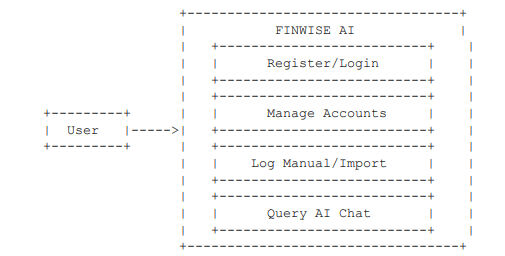 FINWISE AI
Register/Login
Manage Accounts
User
Log Manual/Import
Query AI Chat